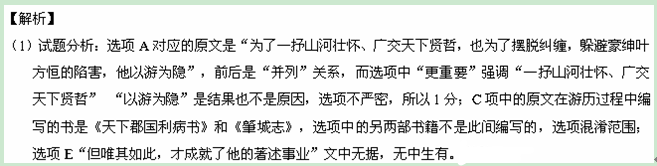 【解析】
（1）试题分析：选项 A 对应的原文是“为了一抒山河壮怀、广交天下贤哲，也为了摆脱纠缠，躲避豪绅叶
方恒的陷害，他以游为隐”，前后是“并列”关系，而选项中“更重要”强调“一抒山河壮怀、广交
天下贤哲” “以游为隐”是结果也不是原因，选项不严密，所以 1 分；C 项中的原文在游历过程中编
写的书是《天下郡国利病书》和《肇域志》，选项中的另两部书籍不是此间编写的，选项混淆范围；
选项 E“但唯其如此，才成就了他的著述事业”文中无据，无中生有。